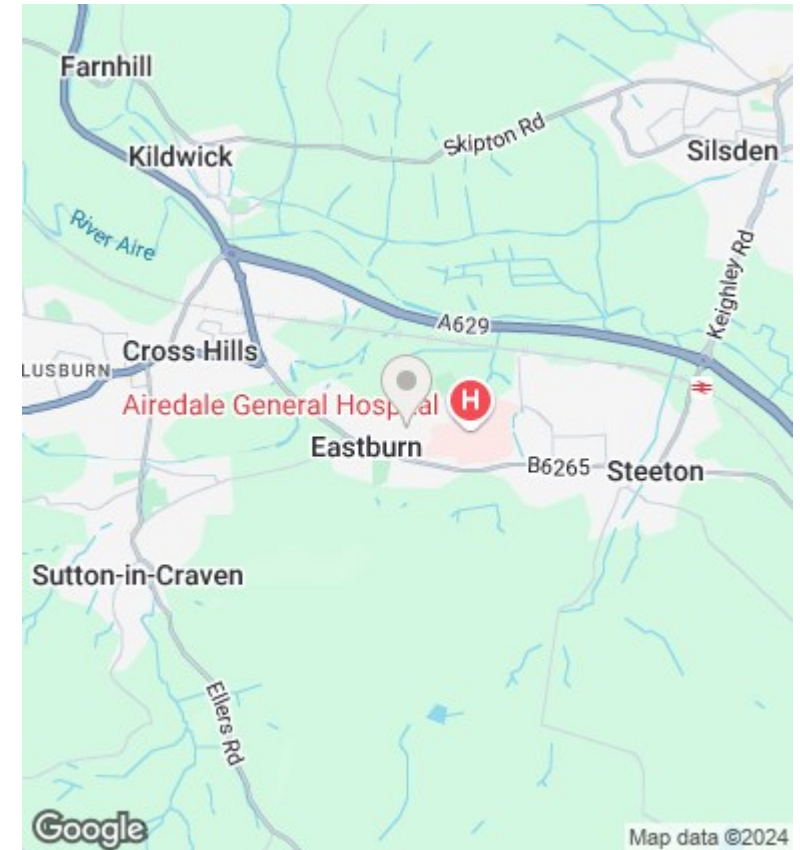 Farnhill
Skipton Rd
Kildwick
Silsden
River Aire
Keighley Rd
A629
Cross Hills
LUSBURN
Airedale General Hospital
H
Eastburn
B6265
Steeton
Sutton-in-Craven
Ellers Rd
Google
Map data ©2024